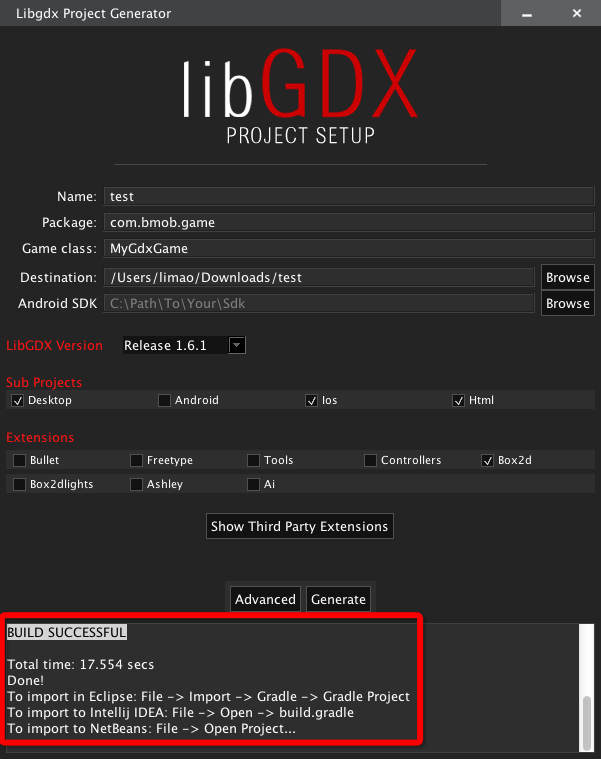 Libgdx Project Generator
libGDX
PROJECT SETUP
Name: test
Package: com.bmob.game
Game class: MyGdxGame
Destination: /Users/limao/Downloads/test Browse
Android SDK C:\Path\To\Your\Sdk Browse
LibGDX Version Release 1.6.1
Sub Projects
Desktop Android Ios Html
Extensions
Bullet Freetype Tools Controllers Box2d
Box2dlights Ashley Ai
Show Third Party Extensions
Advanced Generate
BUILD SUCCESSFUL
Total time: 17.554 secs
Done!
To import in Eclipse: File -> Import -> Gradle -> Gradle Project
To import to Intellij IDEA: File -> Open -> build.gradle
To import to NetBeans: File -> Open Project...